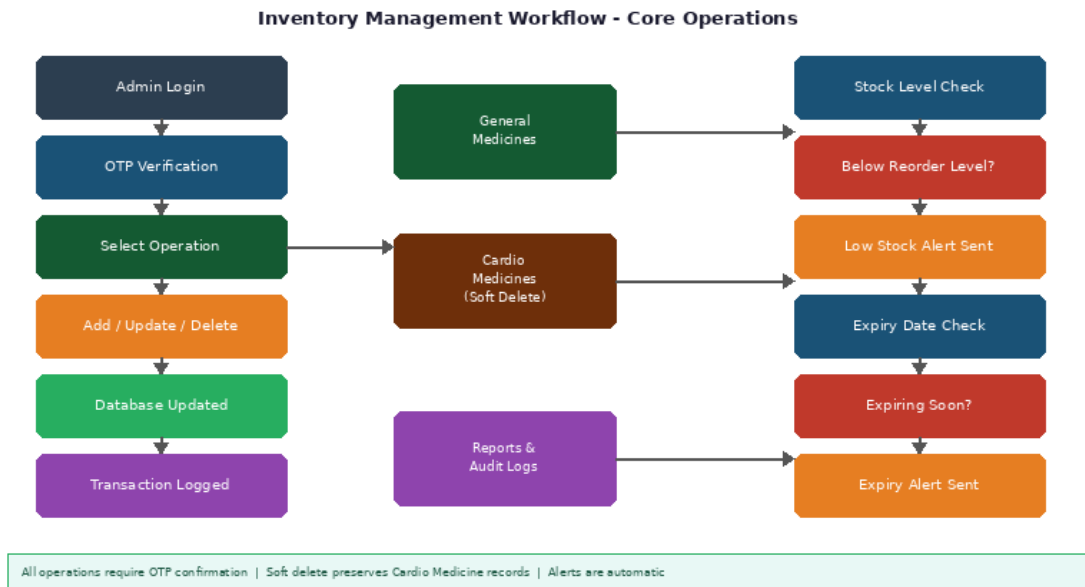 Inventory Management Workflow - Core Operations
Admin Login
OTP Verification
Select Operation
Add / Update / Delete
Database Updated
Transaction Logged
General
Medicines
Cardio
Medicines
(Soft Delete)
Reports &
Audit Logs
Stock Level Check
Below Reorder Level?
Low Stock Alert Sent
Expiry Date Check
Expiring Soon?
Expiry Alert Sent
All operations require OTP confirmation | Soft delete preserves Cardio Medicine records | Alerts are automatic